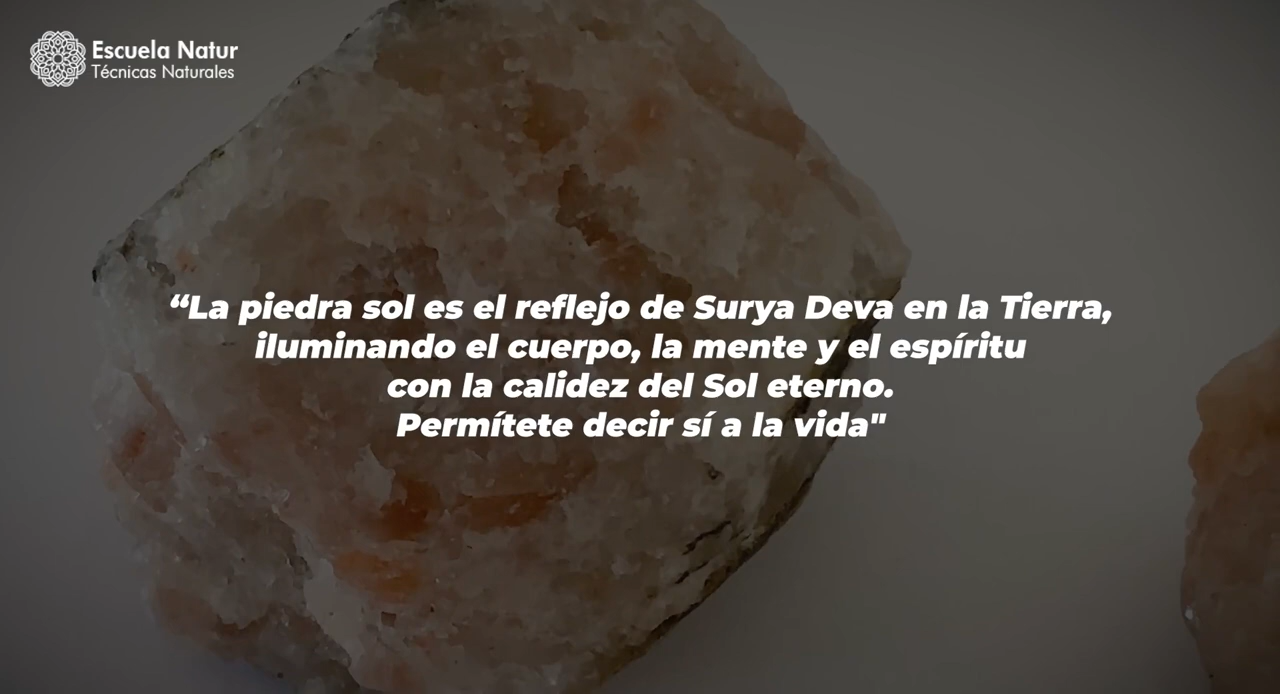 Escuela Natur
Técnicas Naturales
“La piedra sol es el reflejo de Surya Deva en la Tierra,
iluminando el cuerpo, la mente y el espíritu
con la calidez del Sol eterno.
Permítete decir sí a la vida"